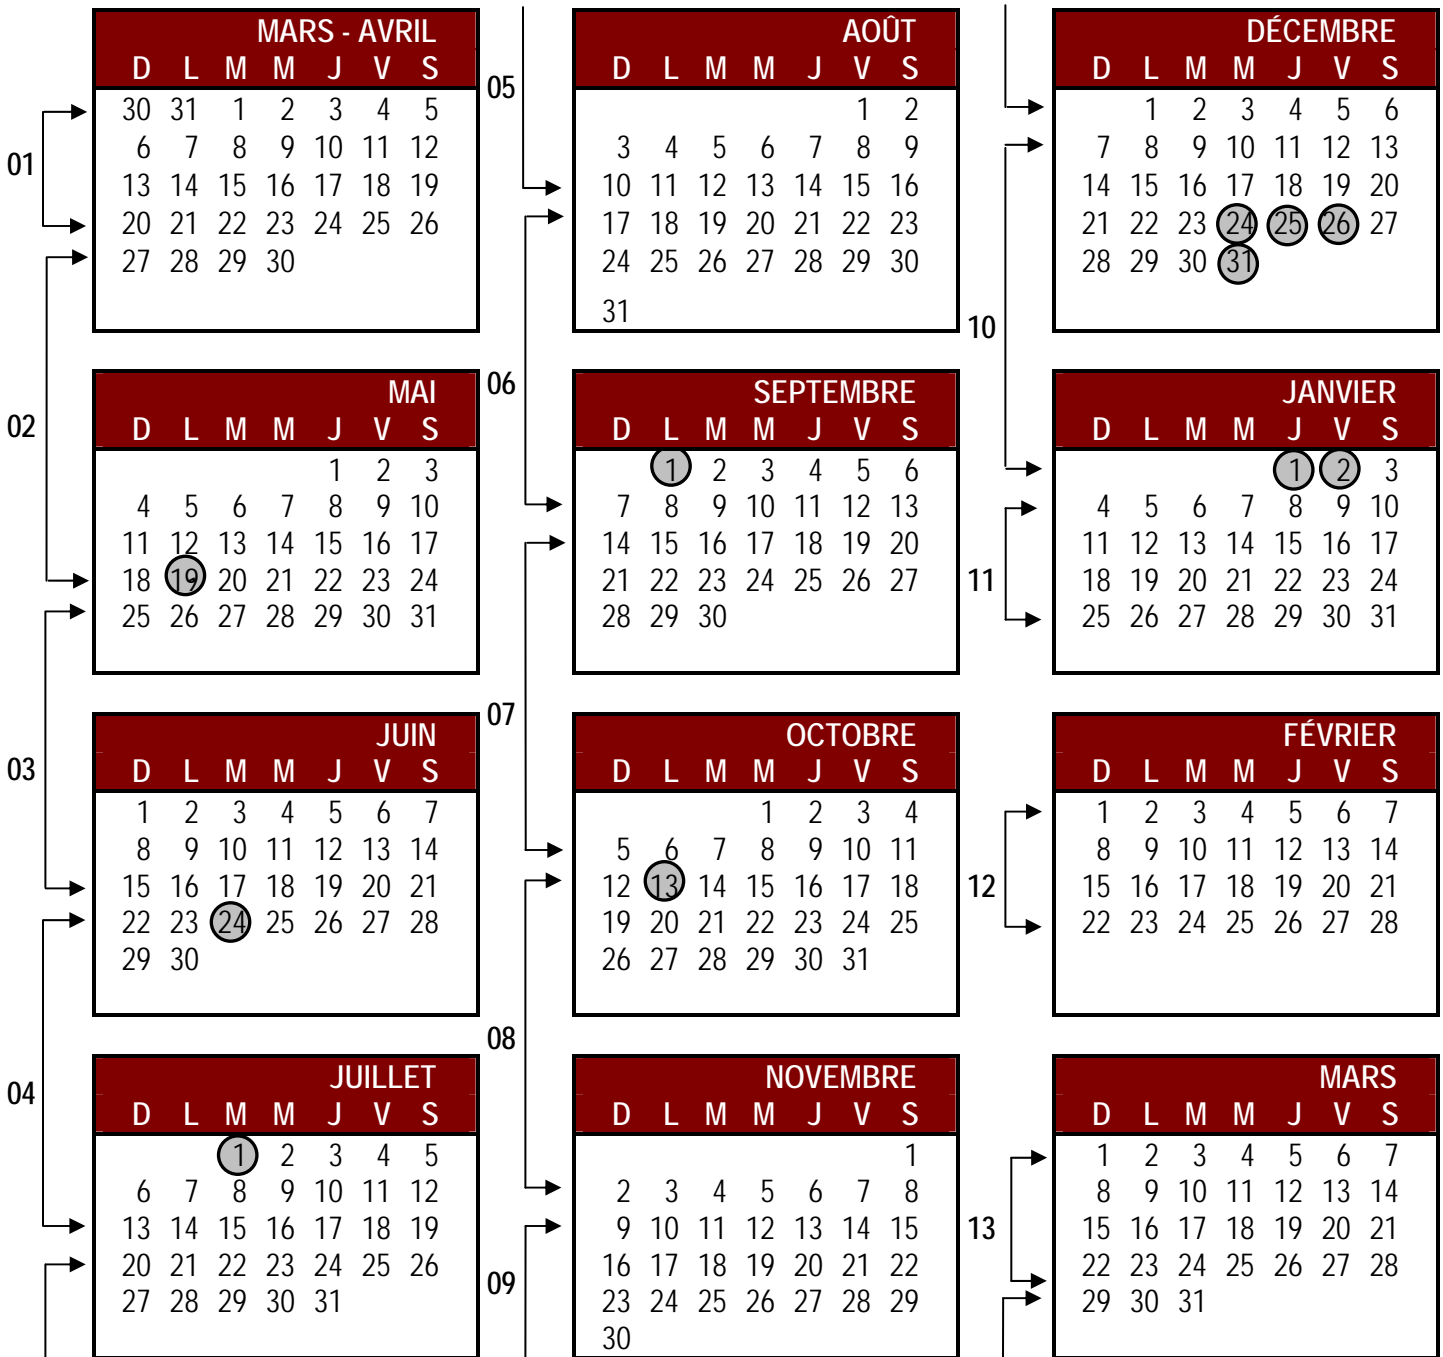 MARS - AVRIL
D L M M J V S
30 31 1 2 3 4 5
6 7 8 9 10 11 12
13 14 15 16 17 18 19
20 21 22 23 24 25 26
27 28 29 30
01
02
MAI
D L M M J V S
1 2 3
4 5 6 7 8 9 10
11 12 13 14 15 16 17
18 19 20 21 22 23 24
25 26 27 28 29 30 31
03
JUIN
D L M M J V S
1 2 3 4 5 6 7
8 9 10 11 12 13 14
15 16 17 18 19 20 21
22 23 24 25 26 27 28
29 30
04
JUILLET
D L M M J V S
1 2 3 4 5
6 7 8 9 10 11 12
13 14 15 16 17 18 19
20 21 22 23 24 25 26
27 28 29 30 31
05
AOÛT
D L M M J V S
1 2
3 4 5 6 7 8 9
10 11 12 13 14 15 16
17 18 19 20 21 22 23
24 25 26 27 28 29 30
31
06
SEPTEMBRE
D L M M J V S
1 2 3 4 5 6
7 8 9 10 11 12 13
14 15 16 17 18 19 20
21 22 23 24 25 26 27
28 29 30
07
OCTOBRE
D L M M J V S
1 2 3 4
5 6 7 8 9 10 11
12 13 14 15 16 17 18
19 20 21 22 23 24 25
26 27 28 29 30 31
08
NOVEMBRE
D L M M J V S
1
2 3 4 5 6 7 8
9 10 11 12 13 14 15
16 17 18 19 20 21 22
23 24 25 26 27 28 29
30
09
DÉCEMBRE
D L M M J V S
1 2 3 4 5 6
7 8 9 10 11 12 13
14 15 16 17 18 19 20
21 22 23 24 25 26 27
28 29 30 31
10
JANVIER
D L M M J V S
1 2 3
4 5 6 7 8 9 10
11 12 13 14 15 16 17
18 19 20 21 22 23 24
25 26 27 28 29 30 31
11
FÉVRIER
D L M M J V S
1 2 3 4 5 6 7
8 9 10 11 12 13 14
15 16 17 18 19 20 21
22 23 24 25 26 27 28
12
MARS
D L M M J V S
1 2 3 4 5 6 7
8 9 10 11 12 13 14
15 16 17 18 19 20 21
22 23 24 25 26 27 28
29 30 31
13